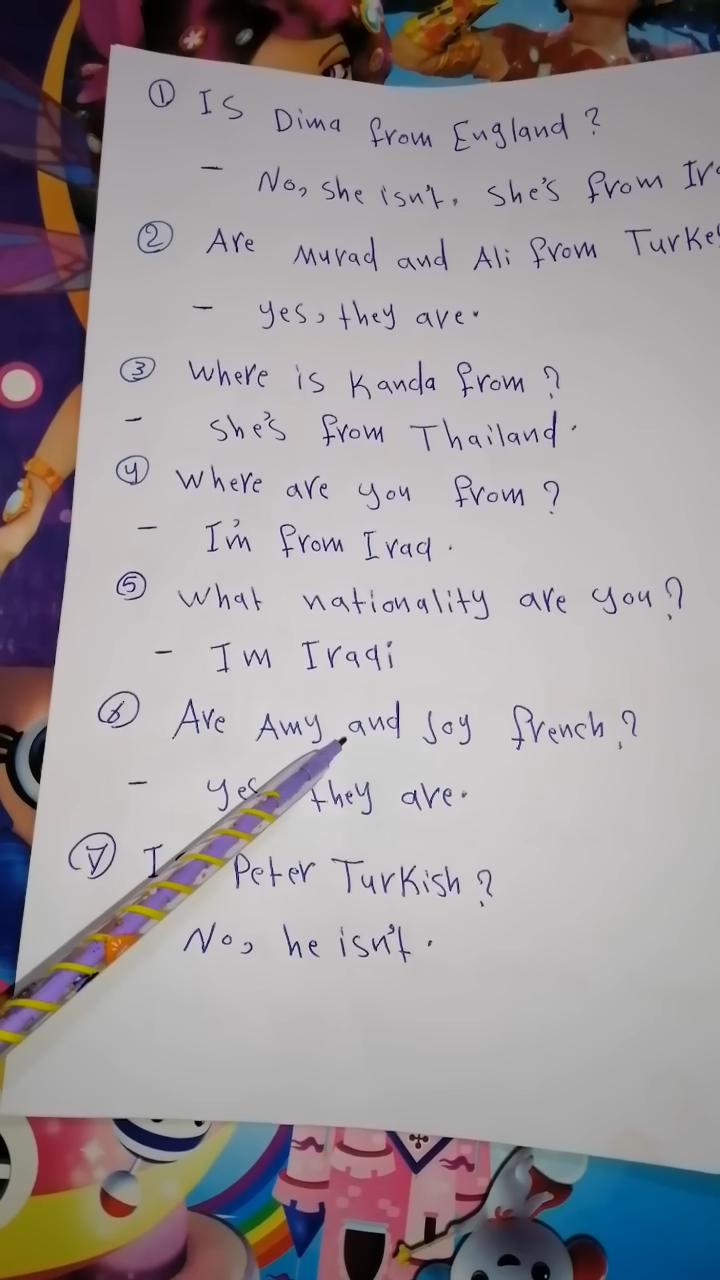 ① Is Dima from England?
- No, she isn't. She's from
② Are Murad and Ali from
- yes, they are.
③ Where is Kanda from?
- she's from Thailand.
④ Where are you from?
- I'm from Iraq.
⑤ What nationality are you?
- Im Iraqi
⑥ Are Amy and Joy french?
- yes they are.
⑦ Peter Turkish?
No, he isn't.